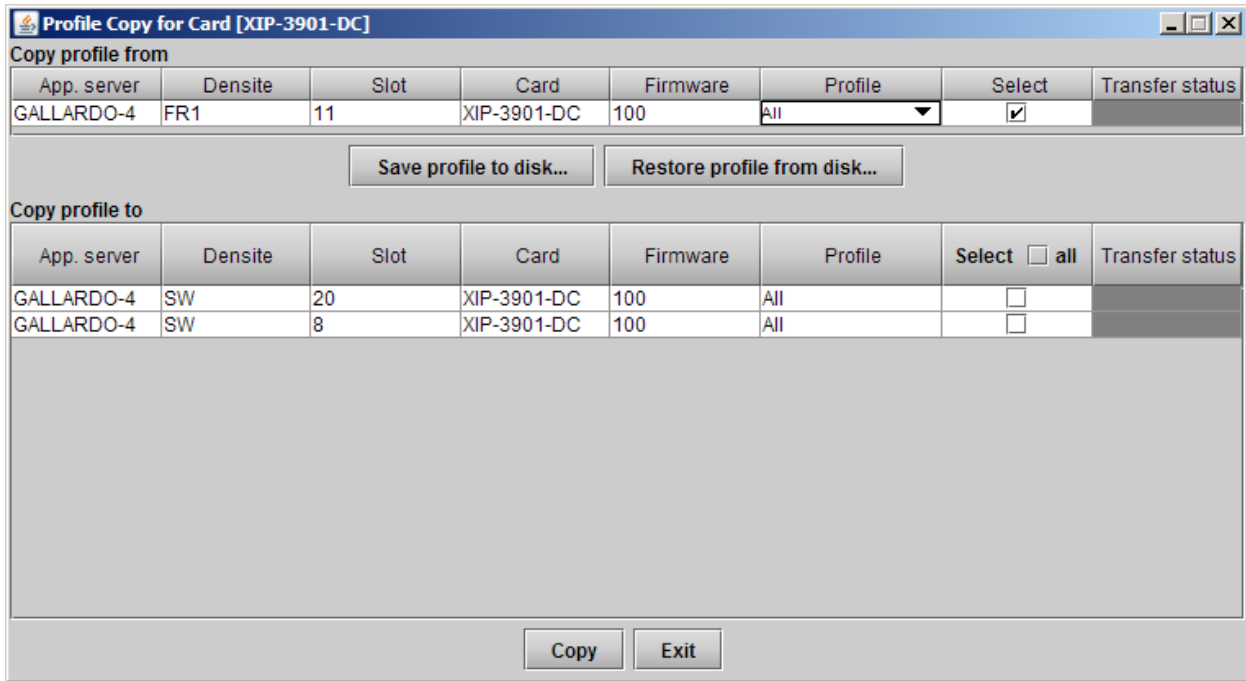 Profile Copy for Card [XIP-3901-DC]
Copy profile from
App. server Densite Slot Card Firmware Profile Select Transfer status
GALLARDO-4 FR1 11 XIP-3901-DC 100 All
Save profile to disk... Restore profile from disk...
Copy profile to
App. server Densite Slot Card Firmware Profile Select all Transfer status
GALLARDO-4 SW 20 XIP-3901-DC 100 All
GALLARDO-4 SW 8 XIP-3901-DC 100 All
Copy Exit